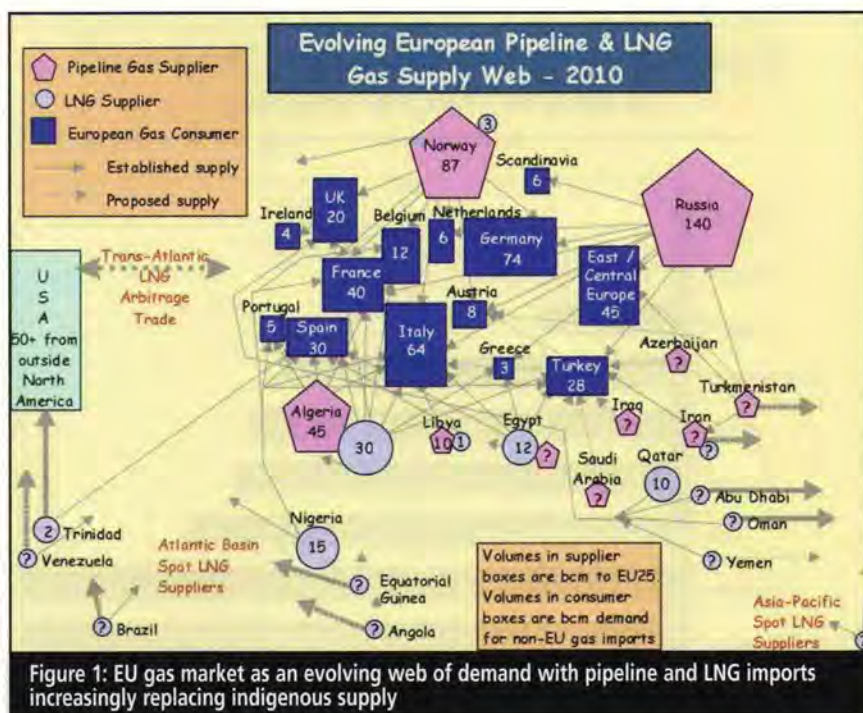 Evolving European Pipeline & LNG
Gas Supply Web - 2010
Pipeline Gas Supplier
LNG Supplier
European Gas Consumer
Established supply
Proposed supply
Norway
87
3
Scandinavia
6
Russia
140
UK
20
Ireland
4
Belgium
12
Netherlands
6
Germany
74
France
40
East /
Central
Europe
45
Austria
8
Portugal
5
Spain
30
Italy
64
Greece
3
Turkey
28
Azerbaijan
?
Turkmenistan
?
Iraq
?
Iran
?
?
U
S
A
50+ from
outside
North
America
Trans-Atlantic
LNG
Arbitrage
Trade
Algeria
45
30
Libya
10
1
Egypt
12
?
Saudi
Arabia
?
Qatar
10
? Abu Dhabi
? Oman
? Yemen
2 Trinidad
? Venezuela
? Brazil
Atlantic Basin
Spot LNG
Suppliers
Nigeria
15
? Equatorial
Guinea
? Angola
Volumes in supplier
boxes are bcm to EU25.
Volumes in consumer
boxes are bcm demand
for non-EU gas imports
Asia-Pacific
Spot LNG
Suppliers
?
Figure 1: EU gas market as an evolving web of demand with pipeline and LNG imports
increasingly replacing indigenous supply